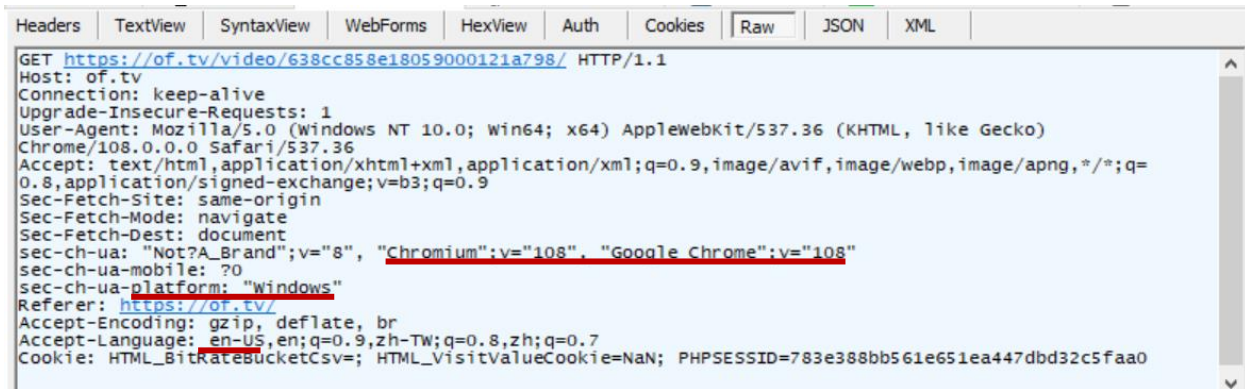 Headers TextView SyntaxView WebForms HexView Auth Cookies Raw JSON XML
GET https://of.tv/video/638cc858e18059000121a798/ HTTP/1.1
Host: of.tv
Connection: keep-alive
Upgrade-Insecure-Requests: 1
User-Agent: Mozilla/5.0 (Windows NT 10.0; Win64; x64) AppleWebKit/537.36 (KHTML, like Gecko)
Chrome/108.0.0.0 Safari/537.36
Accept: text/html,application/xhtml+xml,application/xml;q=0.9,image/avif,image/webp,image/apng,*/*;q=
0.8,application/signed-exchange;v=b3;q=0.9
Sec-Fetch-Site: same-origin
Sec-Fetch-Mode: navigate
Sec-Fetch-Dest: document
sec-ch-ua: "Not?A_Brand";v="8", "Chromium";v="108", "Google Chrome";v="108"
sec-ch-ua-mobile: ?0
sec-ch-ua-platform: "Windows"
Referer: https://of.tv/
Accept-Encoding: gzip, deflate, br
Accept-Language: en-US,en;q=0.9,zh-TW;q=0.8,zh;q=0.7
Cookie: HTML_BitRateBucketCsv=; HTML_VisitValueCookie=NaN; PHPSESSID=783e388bb561e651ea447dbd32c5faa0